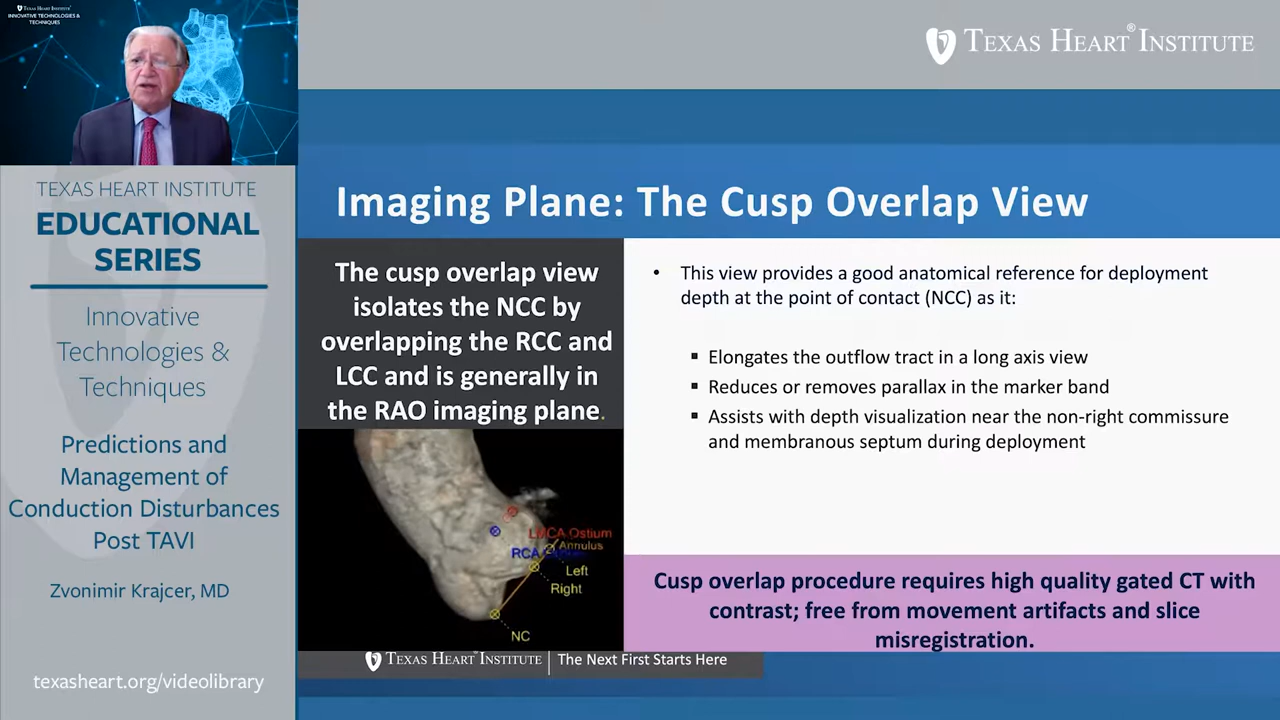 TEXAS HEART INSTITUTE®
INNOVATIVE TECHNOLOGIES &
TECHNIQUES
TEXAS HEART INSTITUTE
EDUCATIONAL
SERIES
Innovative
Technologies &
Techniques
Predictions and
Management of
Conduction Disturbances
Post TAVI
Zvonimir Krajcer, MD
texasheart.org/videolibrary
TEXAS HEART® INSTITUTE
Imaging Plane: The Cusp Overlap View
The cusp overlap view
isolates the NCC by
overlapping the RCC and
LCC and is generally in
the RAO imaging plane.
LMCA Ostium
Annulus
RCA
Left
Right
NC
• This view provides a good anatomical reference for deployment
depth at the point of contact (NCC) as it:
▪ Elongates the outflow tract in a long axis view
▪ Reduces or removes parallax in the marker band
▪ Assists with depth visualization near the non-right commissure
and membranous septum during deployment
Cusp overlap procedure requires high quality gated CT with
contrast; free from movement artifacts and slice
misregistration.
TEXAS HEART® INSTITUTE | The Next First Starts Here